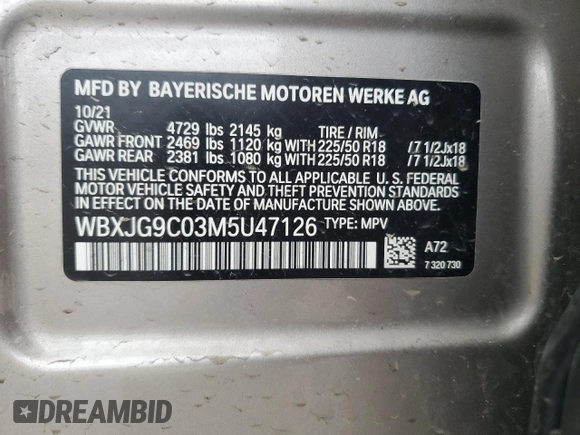 MFD BY BAYERISCHE MOTOREN WERKE AG
10/21
GVWR 4729 lbs 2145 kg TIRE / RIM
GAWR FRONT 2469 lbs 1120 kg WITH 225/50 R18 / 7 1/2Jx18
GAWR REAR 2381 lbs 1080 kg WITH 225/50 R18 / 7 1/2Jx18
THIS VEHICLE CONFORMS TO ALL APPLICABLE U. S. FEDERAL
MOTOR VEHICLE SAFETY AND THEFT PREVENTION STANDARDS
IN EFFECT ON THE DATE OF MANUFACTURE SHOWN ABOVE.
WBXJG9C03M5U47126 TYPE: MPV
A72
7 320 730
DREAMBID